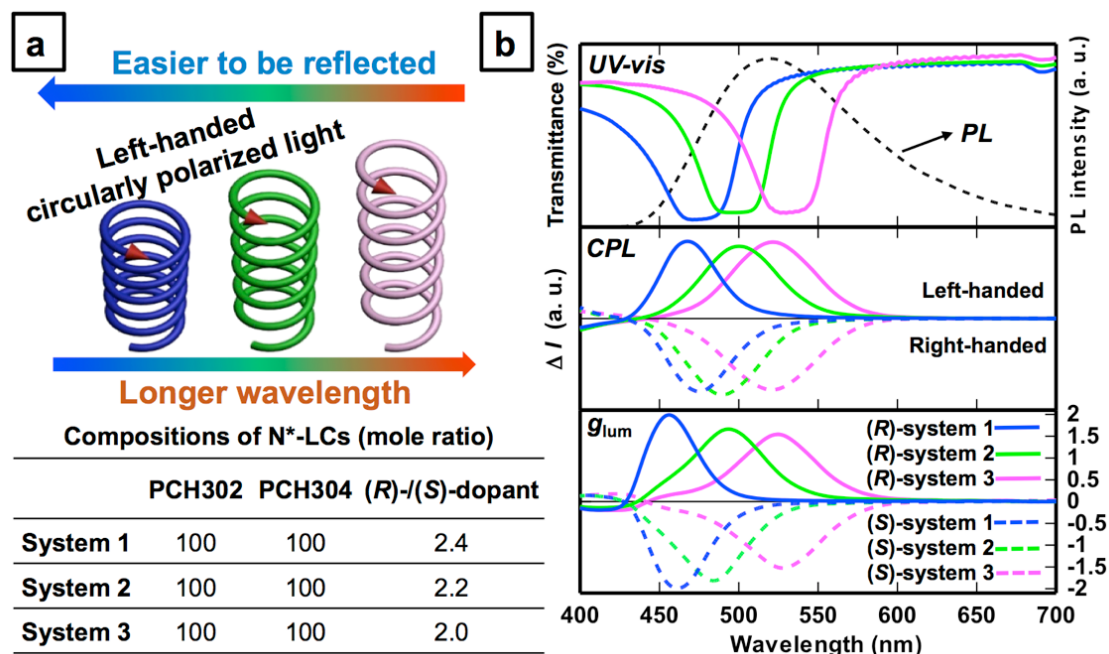 a
Easier to be reflected
Left-handed
circularly polarized light
Longer wavelength
Compositions of N*-LCs (mole ratio)
PCH302 PCH304 (R)-/(S)-dopant
System 1 100 100 2.4
System 2 100 100 2.2
System 3 100 100 2.0
b
UV-vis
PL
Transmittance (%)
PL intensity (a. u.)
CPL
Left-handed
Right-handed
Δ I (a. u.)
glum
(R)-system 1
(R)-system 2
(R)-system 3
(S)-system 1
(S)-system 2
(S)-system 3
2
1.5
1
0.5
0
-0.5
-1
-1.5
-2
400 450 500 550 600 650 700
Wavelength (nm)